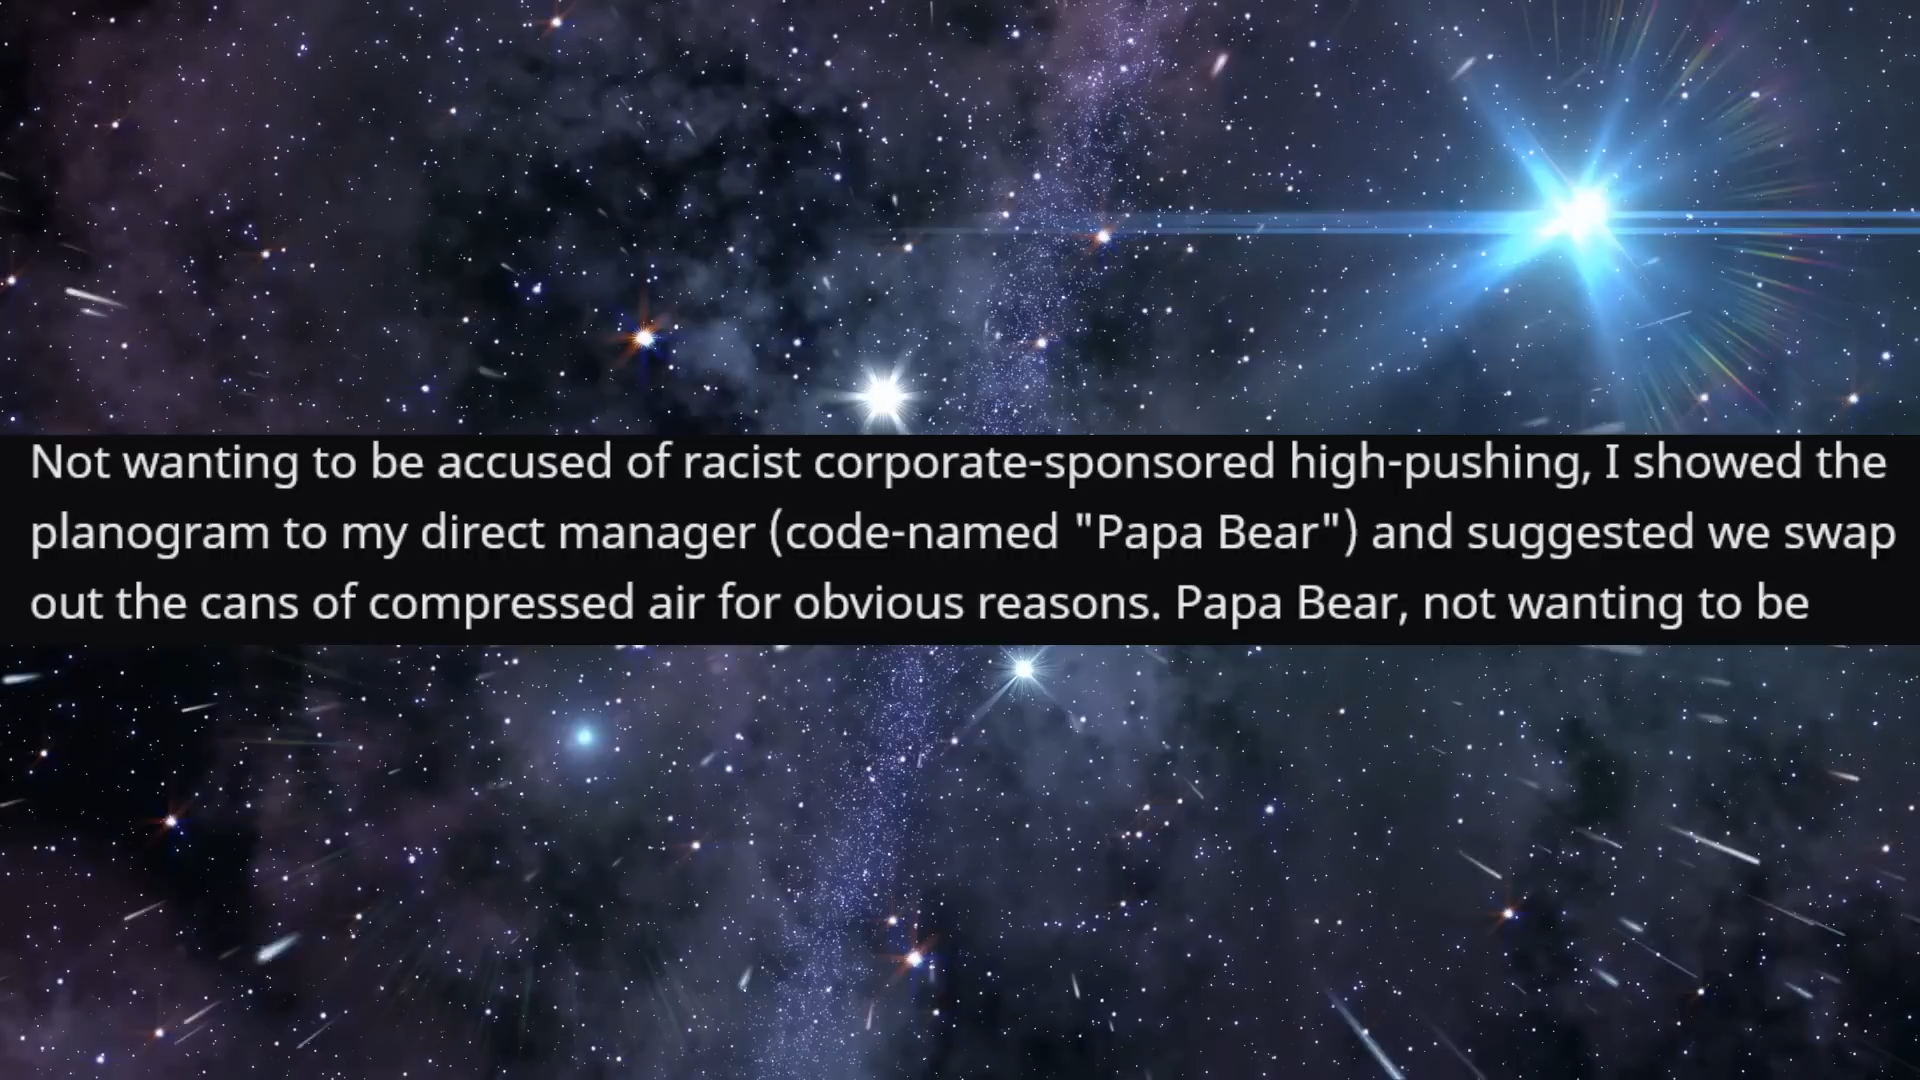 Not wanting to be accused of racist corporate-sponsored high-pushing, I showed the
planogram to my direct manager (code-named "Papa Bear") and suggested we swap
out the cans of compressed air for obvious reasons. Papa Bear, not wanting to be